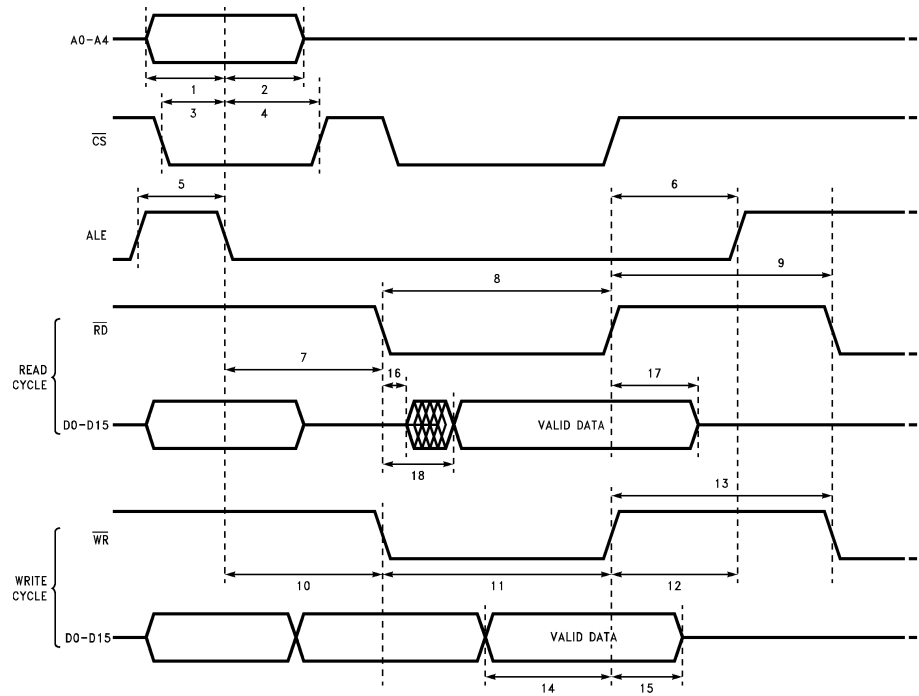 A0-A4
1 2
3 4
CS
5 6
ALE
9
8
RD
7
16 17
READ
CYCLE
D0-D15 VALID DATA
18
13
WR
10 11 12
WRITE
CYCLE
D0-D15 VALID DATA
14 15